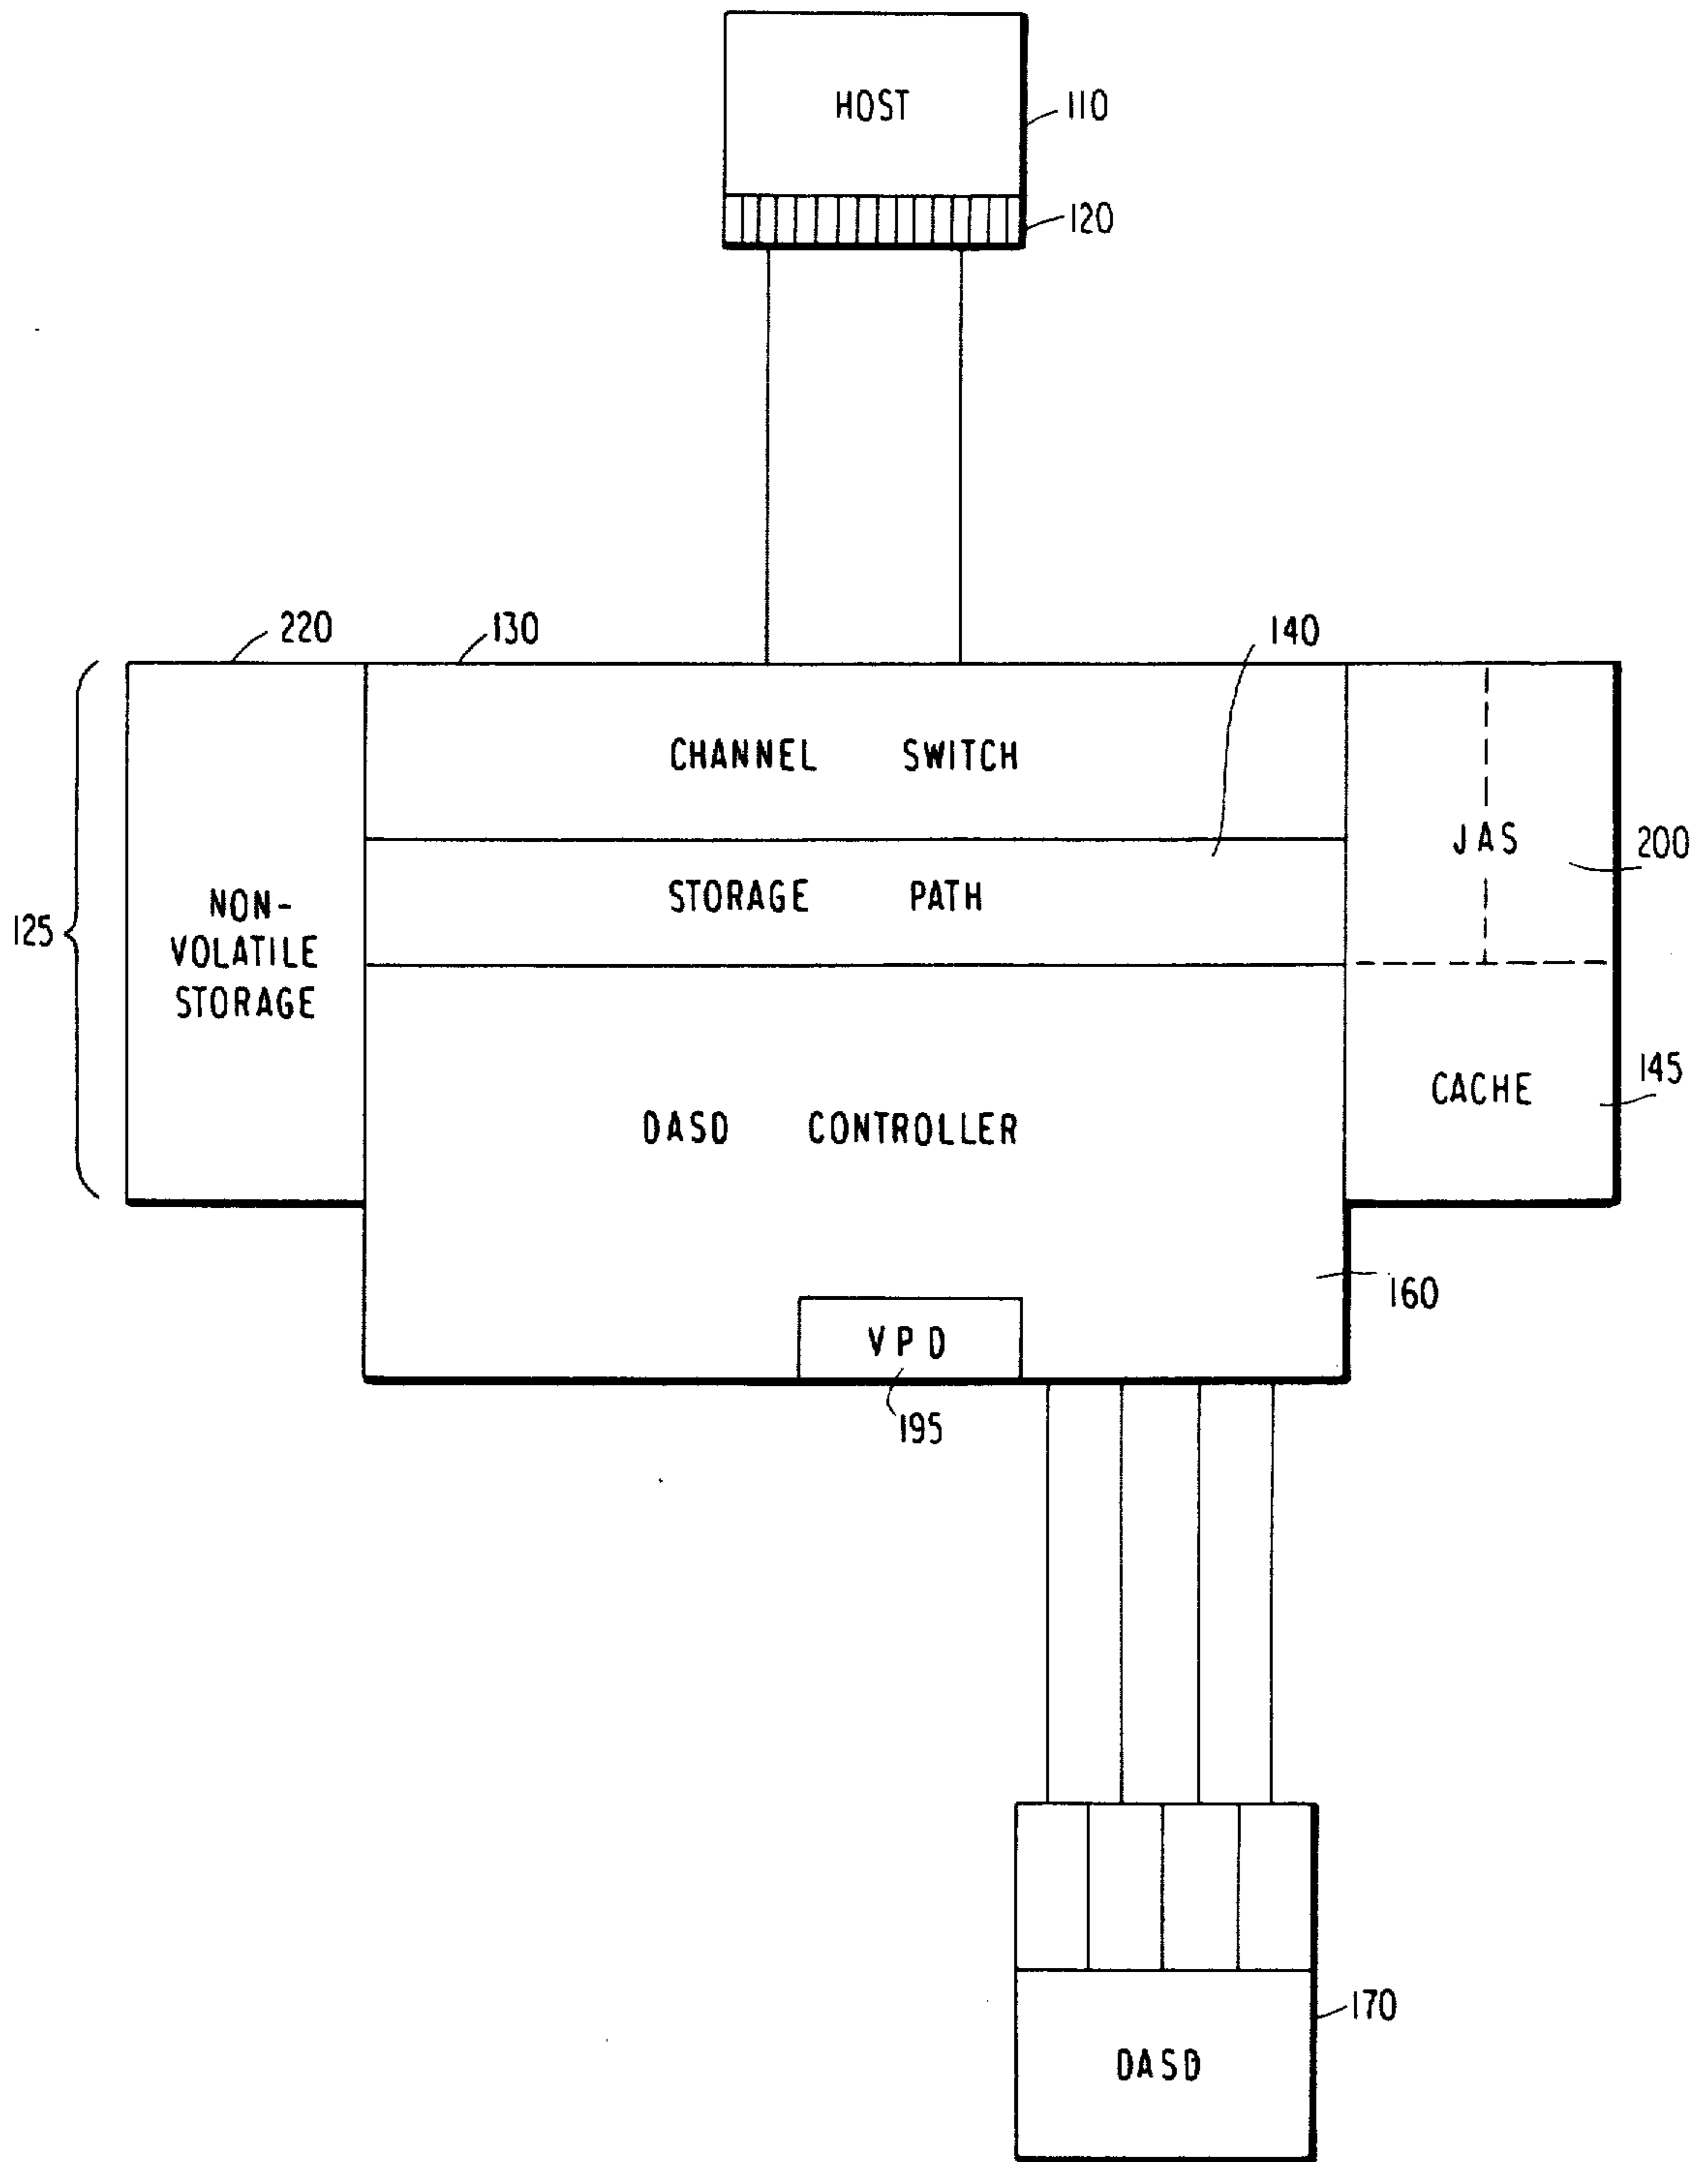 HOST
110
120
220
130
140
CHANNEL SWITCH
JAS
200
STORAGE PATH
NON-
VOLATILE
STORAGE
125
CACHE
145
DASD CONTROLLER
160
VPD
195
170
DASD